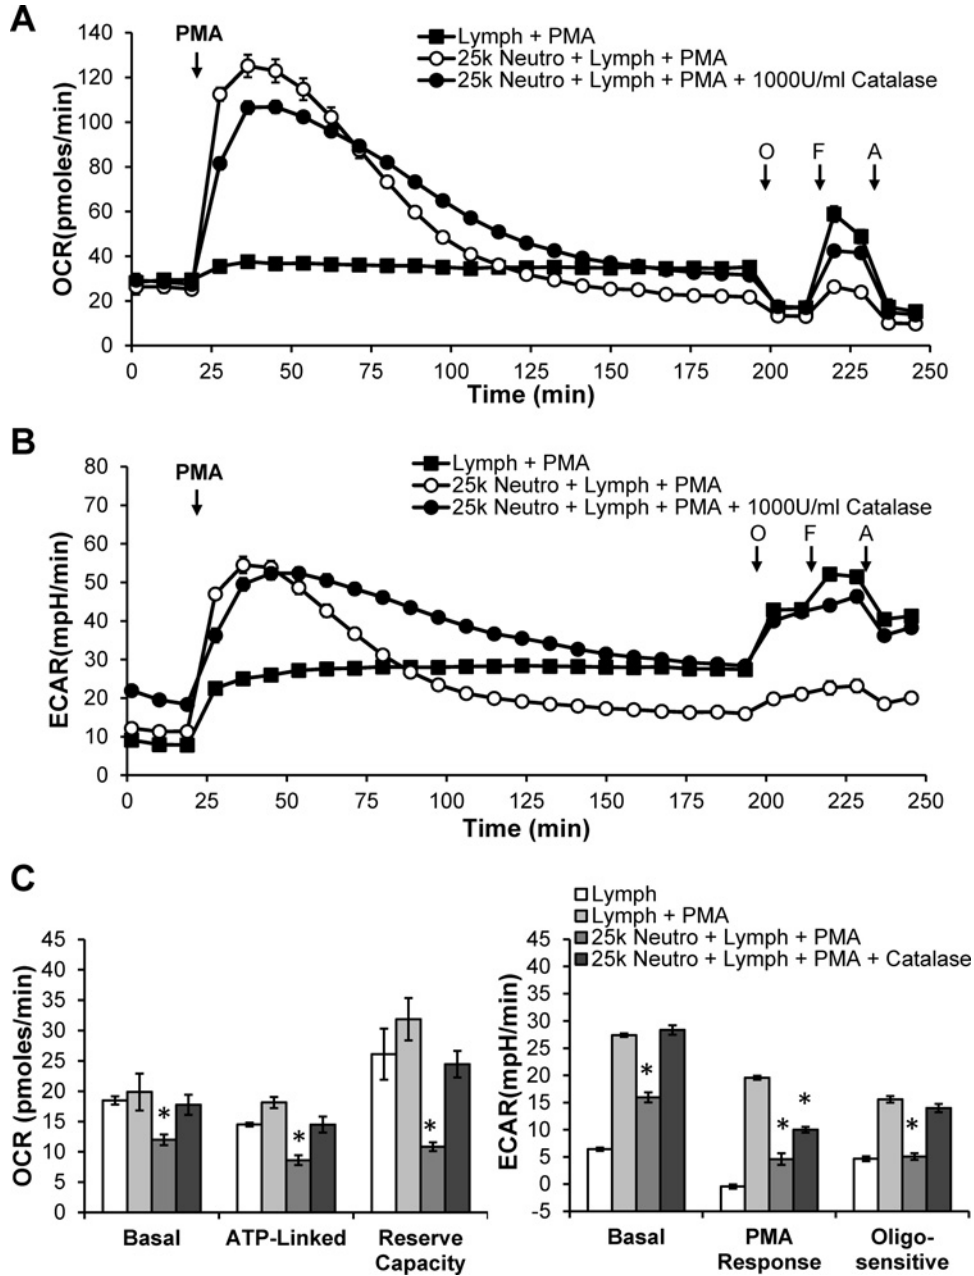 A
PMA
Lymph + PMA
25k Neutro + Lymph + PMA
25k Neutro + Lymph + PMA + 1000U/ml Catalase
O F A
OCR(pmoles/min)
140
120
100
80
60
40
20
0
0 25 50 75 100 125 150 175 200 225 250
Time (min)
B
PMA
Lymph + PMA
25k Neutro + Lymph + PMA
25k Neutro + Lymph + PMA + 1000U/ml Catalase
O F A
ECAR(mpH/min)
80
70
60
50
40
30
20
10
0
0 25 50 75 100 125 150 175 200 225 250
Time (min)
C
Lymph
Lymph + PMA
25k Neutro + Lymph + PMA
25k Neutro + Lymph + PMA + Catalase
OCR (pmoles/min)
45
40
35
30
25
20
15
10
5
0
* * *
Basal ATP-Linked Reserve
Capacity
ECAR(mpH/min)
45
40
35
30
25
20
15
10
5
0
-5
* * * *
Basal PMA Oligo-
Response sensitive